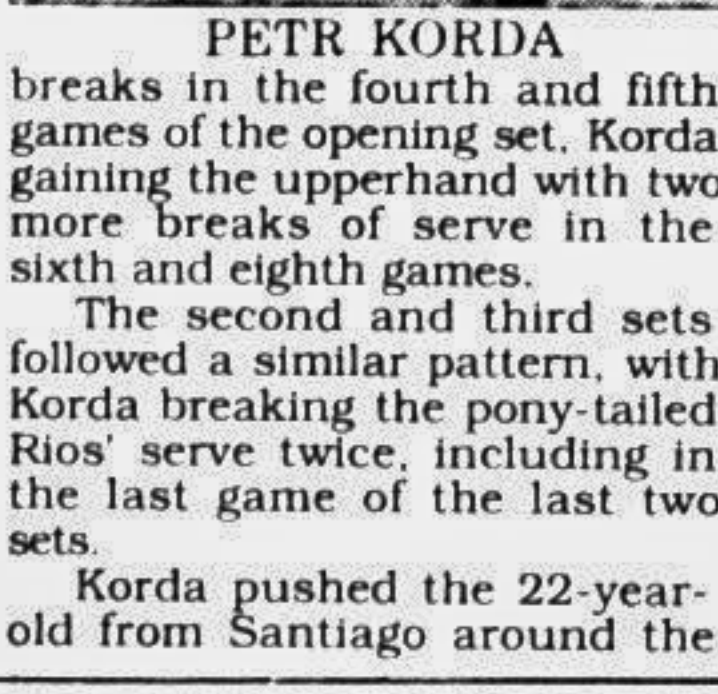 PETR KORDA
breaks in the fourth and fifth
games of the opening set, Korda
gaining the upperhand with two
more breaks of serve in the
sixth and eighth games.
The second and third sets
followed a similar pattern, with
Korda breaking the pony-tailed
Rios' serve twice, including in
the last game of the last two
sets.
Korda pushed the 22-year-
old from Santiago around the